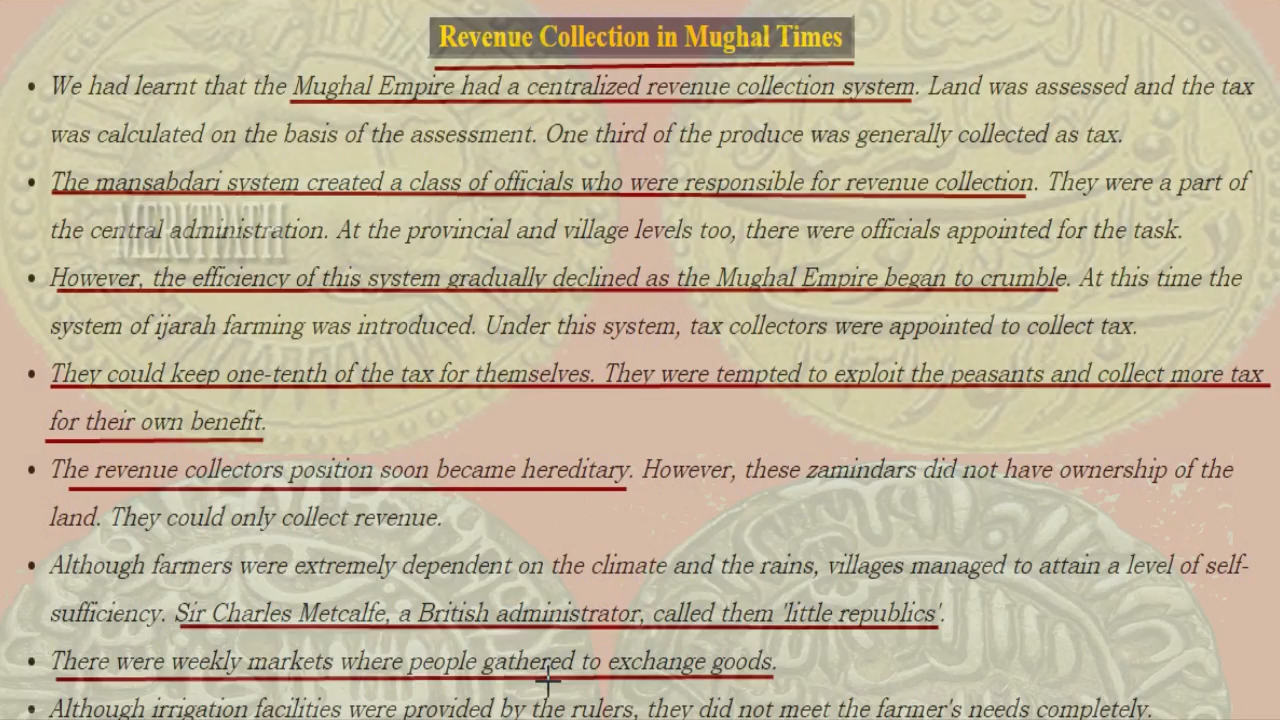 Revenue Collection in Mughal Times
• We had learnt that the Mughal Empire had a centralized revenue collection system. Land was assessed and the tax
was calculated on the basis of the assessment. One third of the produce was generally collected as tax.
• The mansabdari system created a class of officials who were responsible for revenue collection. They were a part of
the central administration. At the provincial and village levels too, there were officials appointed for the task.
MERITPATH
• However, the efficiency of this system gradually declined as the Mughal Empire began to crumble. At this time the
system of ijarah farming was introduced. Under this system, tax collectors were appointed to collect tax.
• They could keep one-tenth of the tax for themselves. They were tempted to exploit the peasants and collect more tax
for their own benefit.
• The revenue collectors position soon became hereditary. However, these zamindars did not have ownership of the
land. They could only collect revenue.
• Although farmers were extremely dependent on the climate and the rains, villages managed to attain a level of self-
sufficiency. Sir Charles Metcalfe, a British administrator, called them 'little republics'.
• There were weekly markets where people gathered to exchange goods.
• Although irrigation facilities were provided by the rulers, they did not meet the farmer's needs completely.